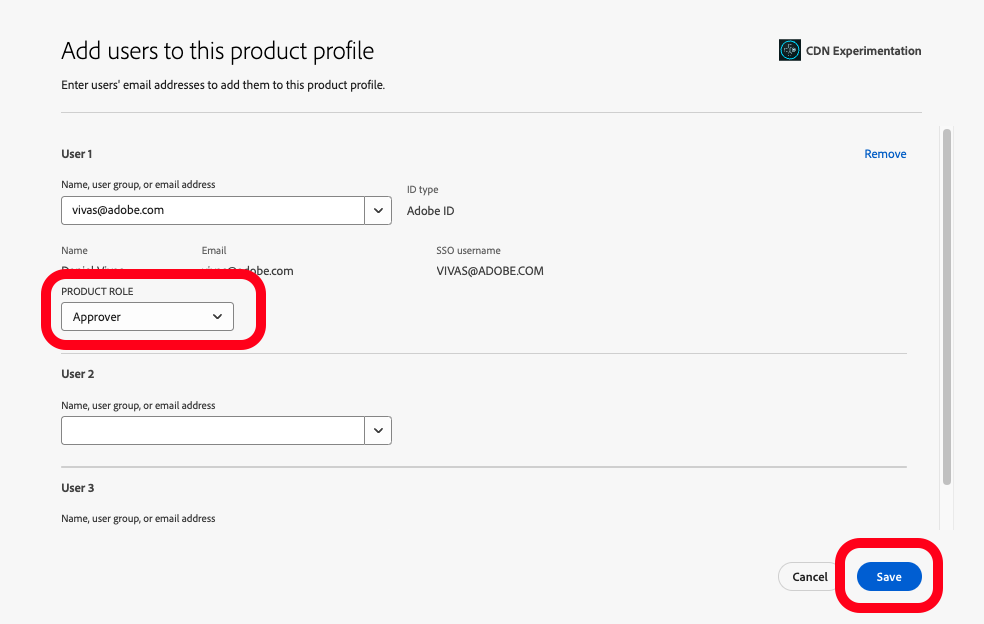 Add users to this product profile
CDN Experimentation
Enter users' email addresses to add them to this product profile.
User 1
Remove
Name, user group, or email address
ID type
vivas@adobe.com
Adobe ID
Name Email SSO username
Daniel Vivas vivas@adobe.com VIVAS@ADOBE.COM
PRODUCT ROLE
Approver
User 2
Name, user group, or email address
User 3
Name, user group, or email address
Cancel
Save